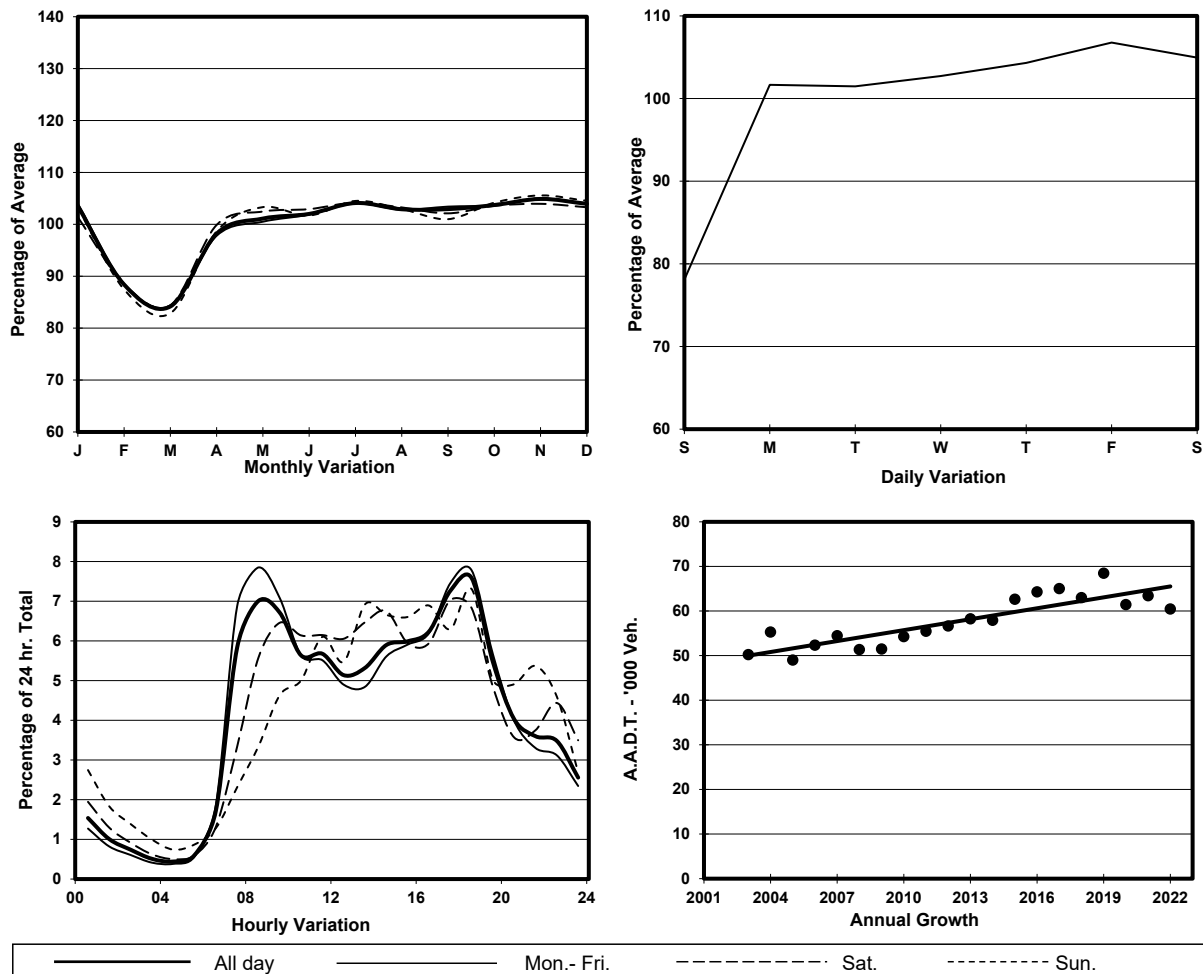 140
130
120
110
100
90
80
70
60
Percentage of Average
J F M A M J J A S O N D
Monthly Variation
110
100
90
80
70
60
Percentage of Average
S M T W T F S
Daily Variation
9
8
7
6
5
4
3
2
1
0
Percentage of 24 hr. Total
00 04 08 12 16 20 24
Hourly Variation
80
70
60
50
40
30
20
10
0
A.A.D.T. - '000 Veh.
2001 2004 2007 2010 2013 2016 2019 2022
Annual Growth
All day Mon.- Fri. Sat. Sun.